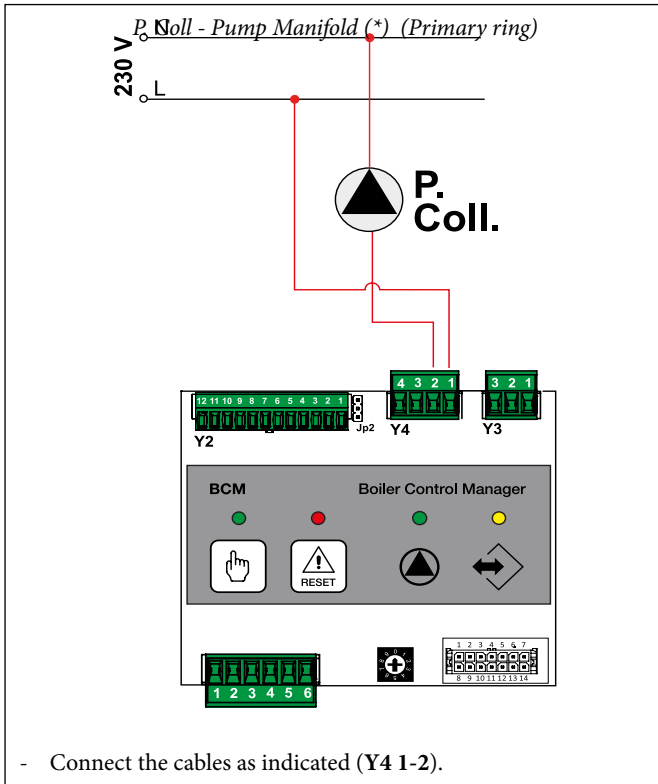 P. Coll - Pump Manifold (*) (Primary ring)
N
230 V
L
P.
Coll.
4 3 2 1
3 2 1
12 11 10 9 8 7 6 5 4 3 2 1
Jp2
Y2
Y4
Y3
BCM
Boiler Control Manager
RESET
1 2 3 4 5 6 7
8 9 10 11 12 13 14
1 2 3 4 5 6
- Connect the cables as indicated (Y4 1-2).